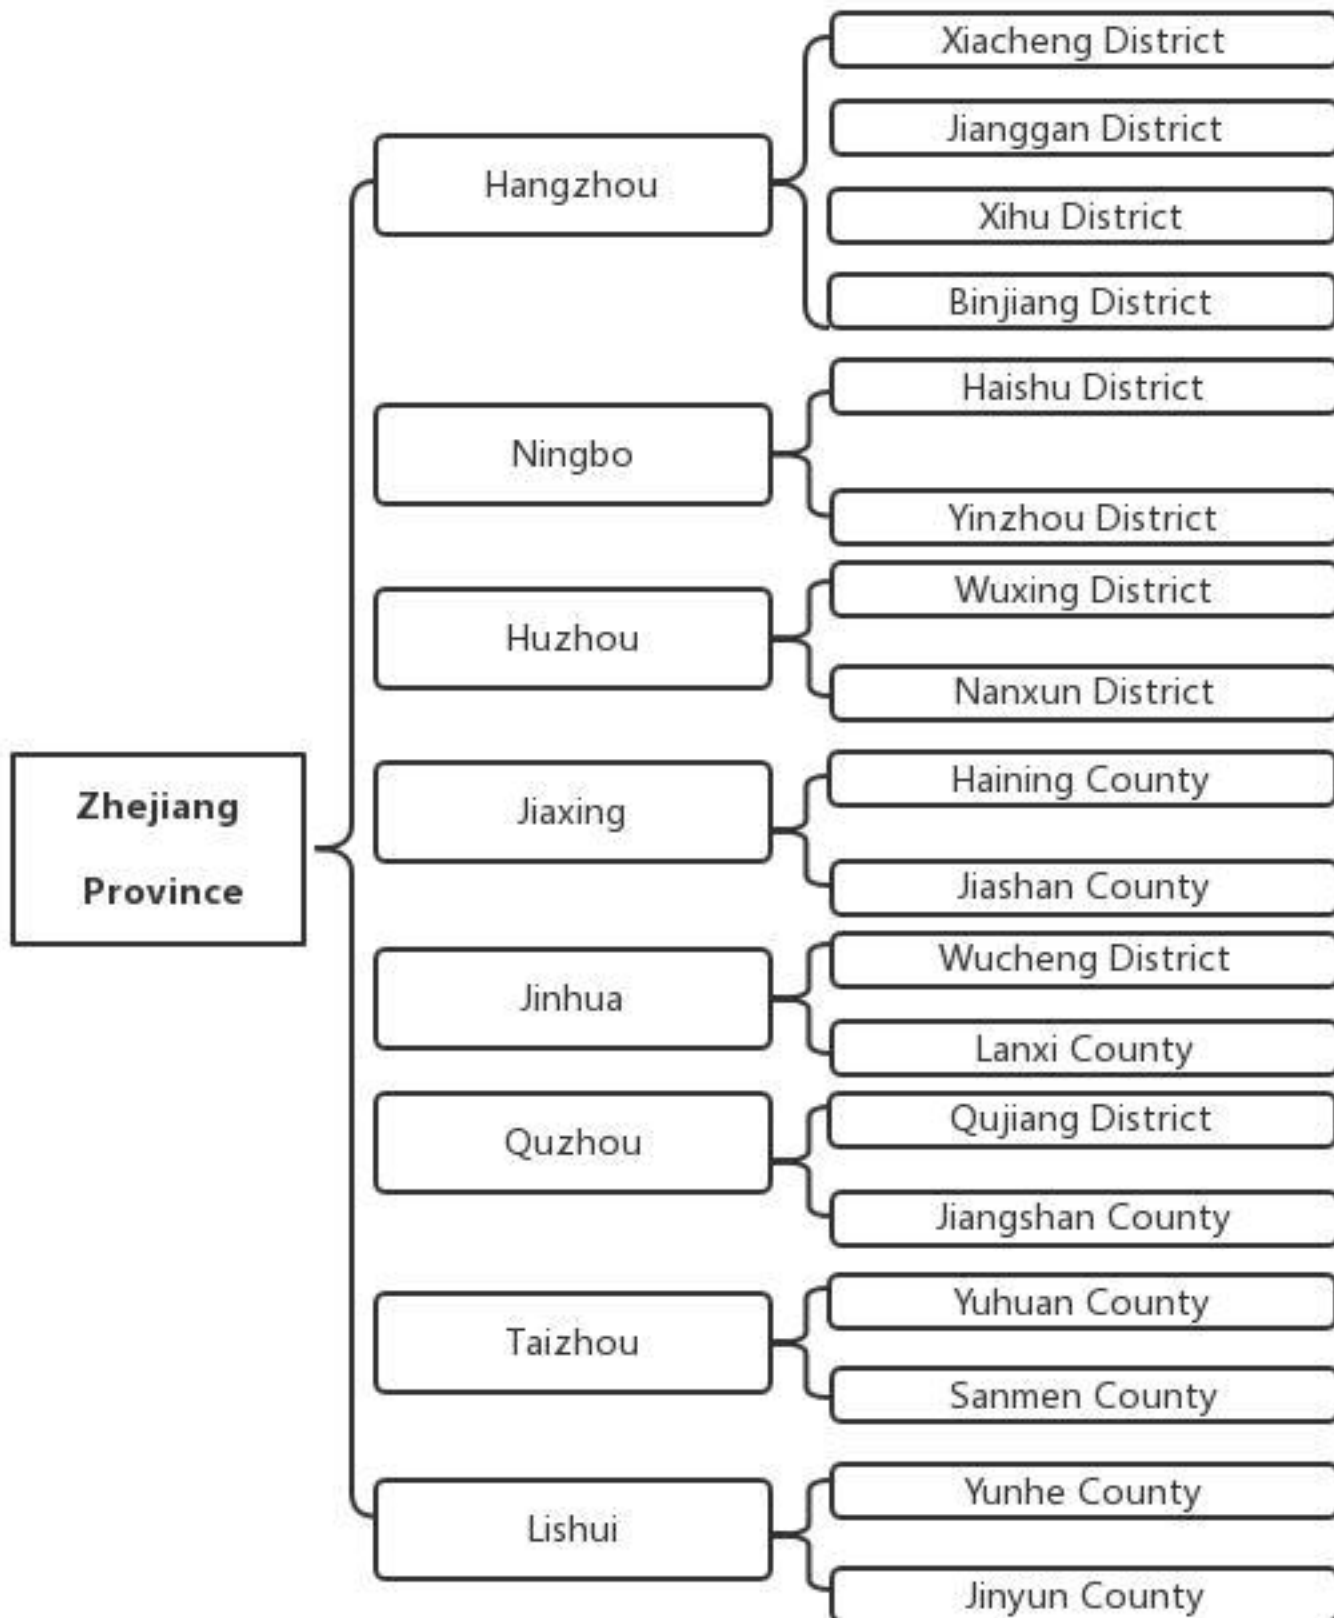 Zhejiang
Province
Hangzhou
Xiacheng District
Jianggan District
Xihu District
Binjiang District
Ningbo
Haishu District
Yinzhou District
Huzhou
Wuxing District
Nanxun District
Jiaxing
Haining County
Jiashan County
Jinhua
Wucheng District
Lanxi County
Quzhou
Qujiang District
Jiangshan County
Taizhou
Yuhuan County
Sanmen County
Lishui
Yunhe County
Jinyun County